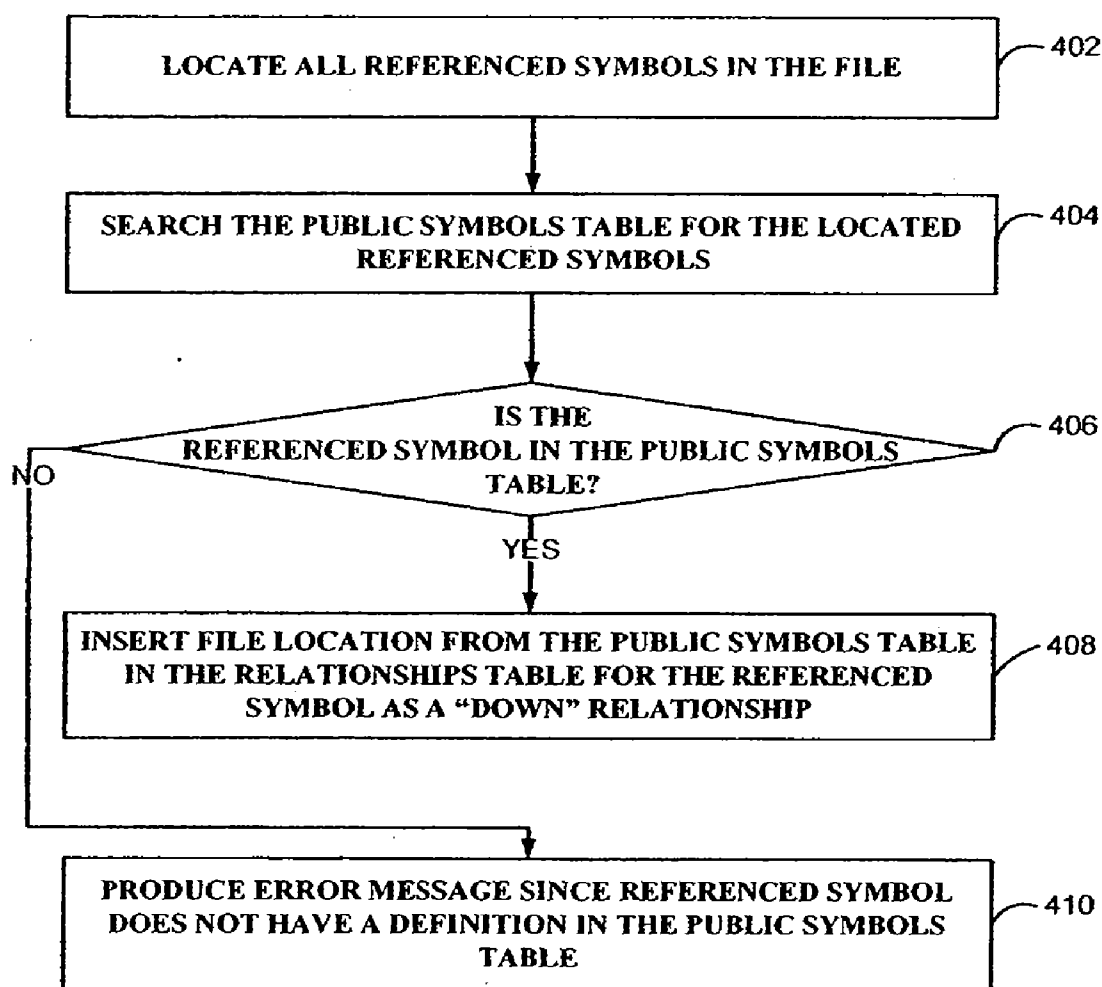 LOCATE ALL REFERENCED SYMBOLS IN THE FILE
402
SEARCH THE PUBLIC SYMBOLS TABLE FOR THE LOCATED
REFERENCED SYMBOLS
404
IS THE
REFERENCED SYMBOL IN THE PUBLIC SYMBOLS
TABLE?
406
NO
YES
INSERT FILE LOCATION FROM THE PUBLIC SYMBOLS TABLE
IN THE RELATIONSHIPS TABLE FOR THE REFERENCED
SYMBOL AS A “DOWN” RELATIONSHIP
408
PRODUCE ERROR MESSAGE SINCE REFERENCED SYMBOL
DOES NOT HAVE A DEFINITION IN THE PUBLIC SYMBOLS
TABLE
410